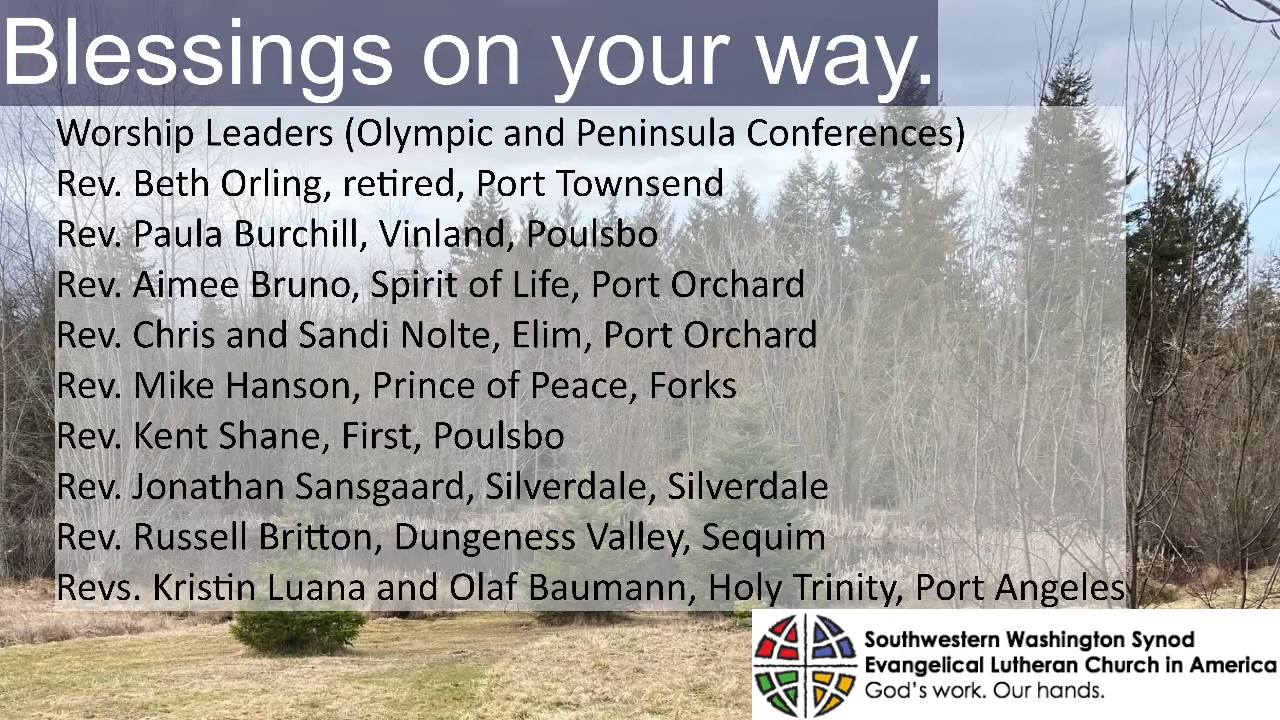 Blessings on your way.
Worship Leaders (Olympic and Peninsula Conferences)
Rev. Beth Orling, retired, Port Townsend
Rev. Paula Burchill, Vinland, Poulsbo
Rev. Aimee Bruno, Spirit of Life, Port Orchard
Rev. Chris and Sandi Nolte, Elim, Port Orchard
Rev. Mike Hanson, Prince of Peace, Forks
Rev. Kent Shane, First, Poulsbo
Rev. Jonathan Sansgaard, Silverdale, Silverdale
Rev. Russell Britton, Dungeness Valley, Sequim
Revs. Kristin Luana and Olaf Baumann, Holy Trinity, Port Angeles
Southwestern Washington Synod
Evangelical Lutheran Church in America
God's work. Our hands.